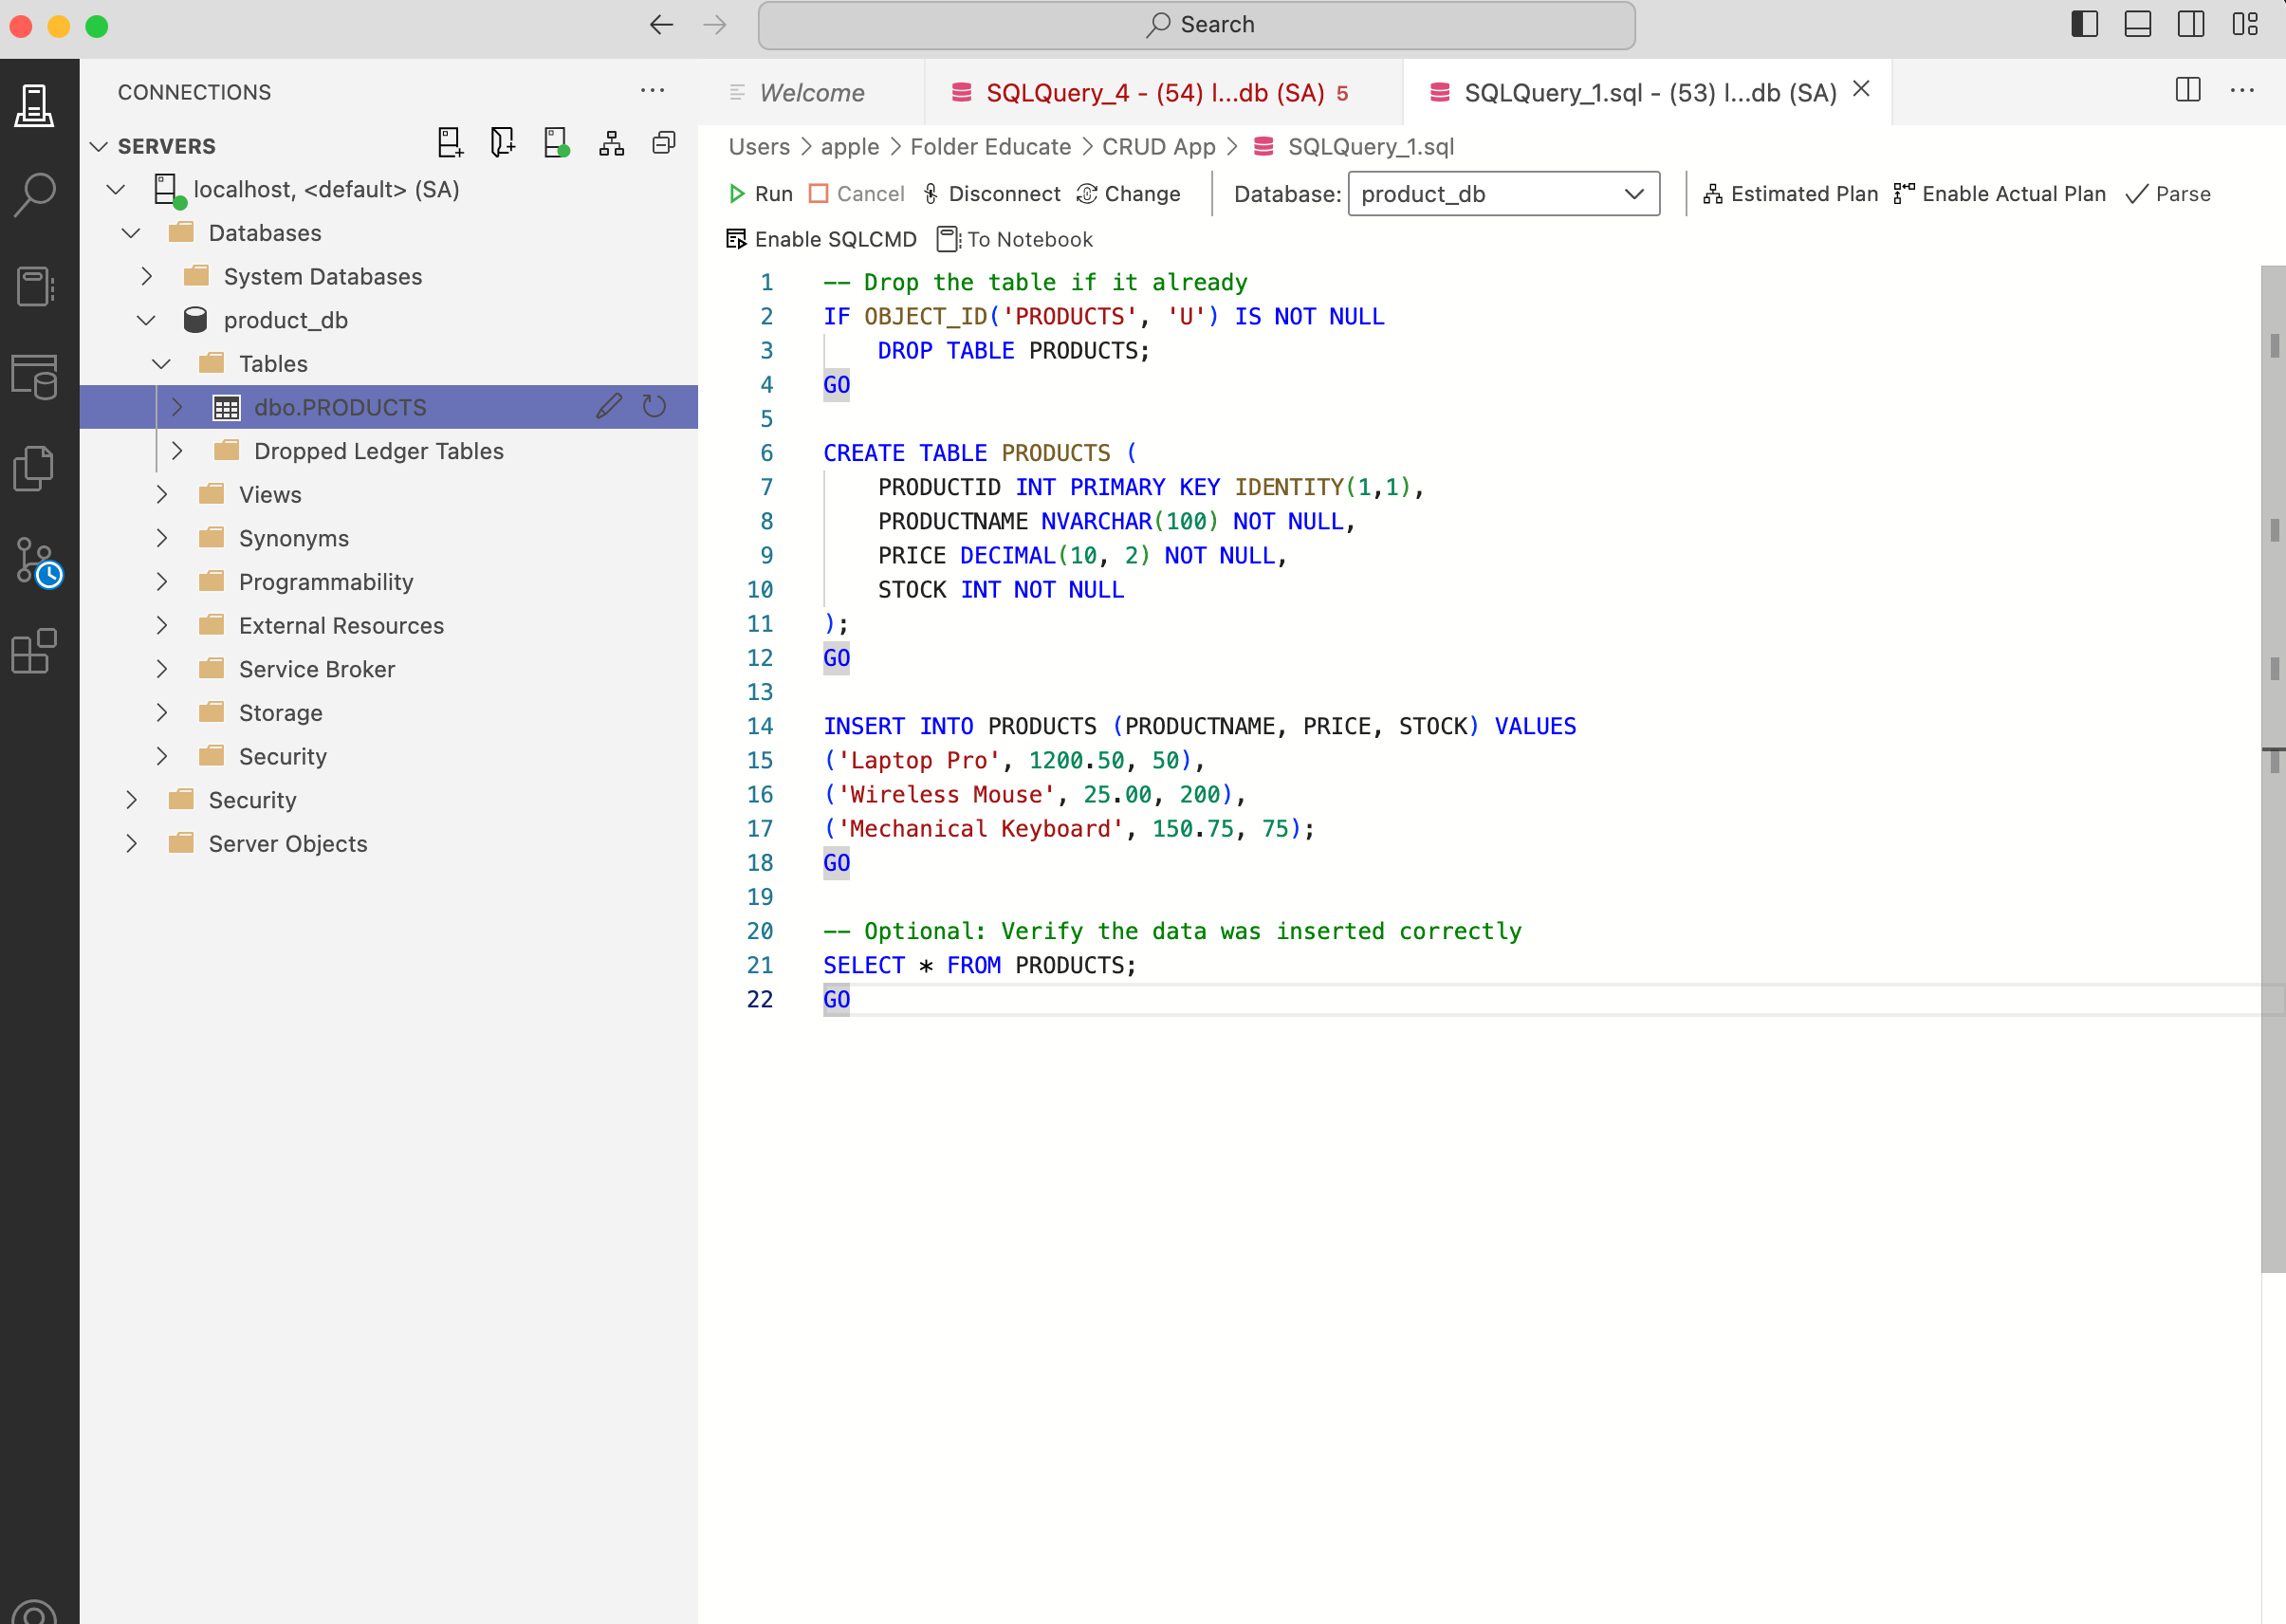 Search
CONNECTIONS
SERVERS
localhost, <default> (SA)
Databases
System Databases
product_db
Tables
dbo.PRODUCTS
Dropped Ledger Tables
Views
Synonyms
Programmability
External Resources
Service Broker
Storage
Security
Security
Server Objects
Welcome
SQLQuery_4 - (54) l...db (SA) 5
SQLQuery_1.sql - (53) l...db (SA)
Users > apple > Folder Educate > CRUD App > SQLQuery_1.sql
Run Cancel Disconnect Change Database: product_db Estimated Plan Enable Actual Plan Parse
Enable SQLCMD To Notebook
1 -- Drop the table if it already
2 IF OBJECT_ID('PRODUCTS', 'U') IS NOT NULL
3 DROP TABLE PRODUCTS;
4 GO
5
6 CREATE TABLE PRODUCTS (
7 PRODUCTID INT PRIMARY KEY IDENTITY(1,1),
8 PRODUCTNAME NVARCHAR(100) NOT NULL,
9 PRICE DECIMAL(10, 2) NOT NULL,
10 STOCK INT NOT NULL
11 );
12 GO
13
14 INSERT INTO PRODUCTS (PRODUCTNAME, PRICE, STOCK) VALUES
15 ('Laptop Pro', 1200.50, 50),
16 ('Wireless Mouse', 25.00, 200),
17 ('Mechanical Keyboard', 150.75, 75);
18 GO
19
20 -- Optional: Verify the data was inserted correctly
21 SELECT * FROM PRODUCTS;
22 GO